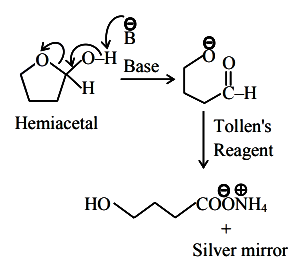 ⊖
B
O
O–H
Base
H
Hemiacetal
⊖
O
O
C–H
Tollen's
Reagent
HO
⊖ ⊕
COONH₄
+
Silver mirror